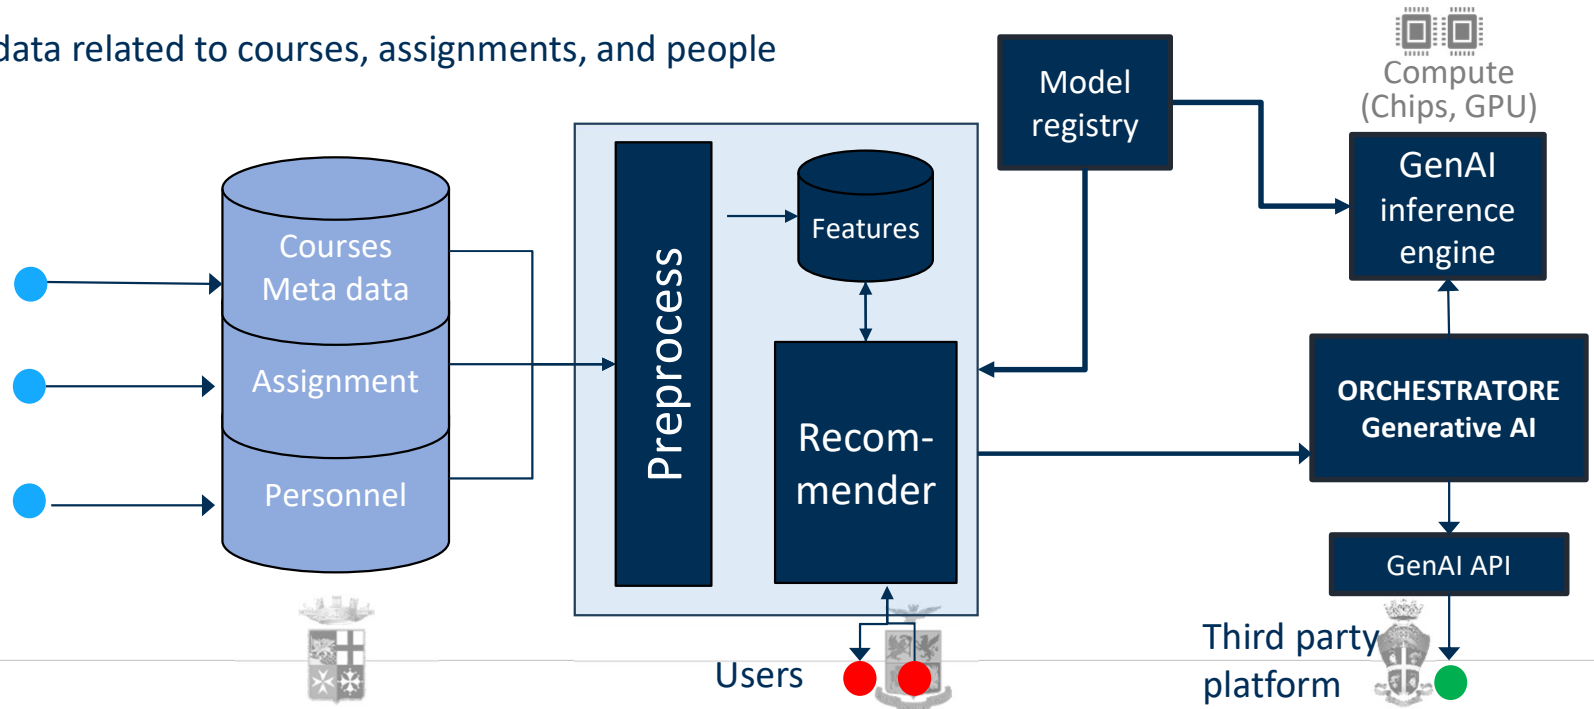 data related to courses, assignments, and people
Model
registry
Compute
(Chips, GPU)
GenAI
inference
engine
Courses
Meta data
Assignment
Personnel
Preprocess
Features
Recom-
mender
ORCHESTRATORE
Generative AI
GenAI API
Users
Third party
platform